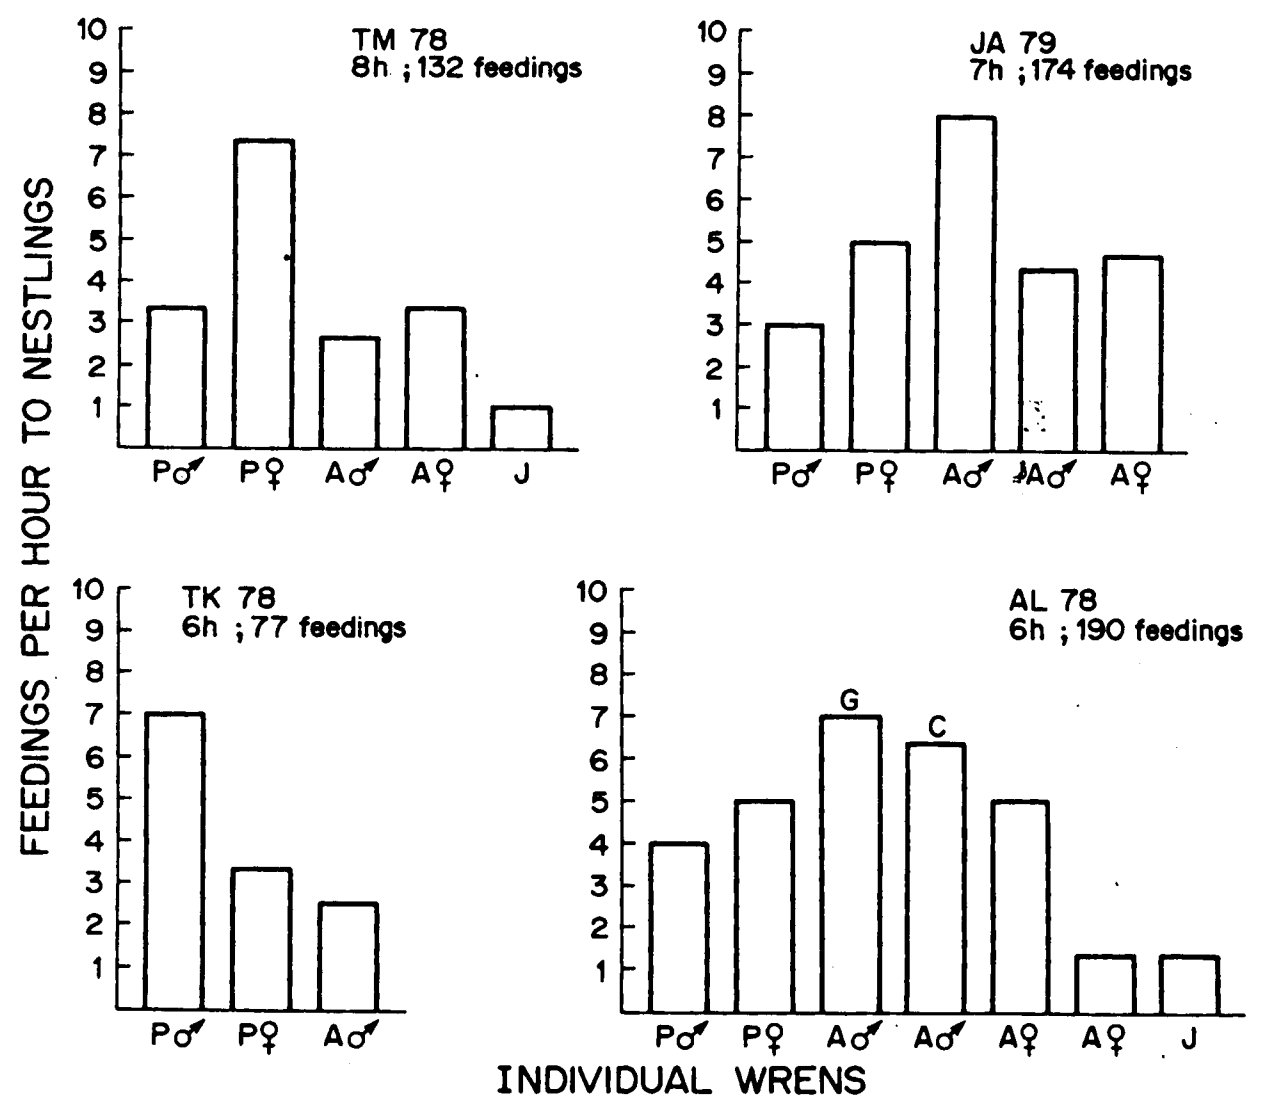 FEEDINGS PER HOUR TO NESTLINGS
TM 78
8h ; 132 feedings
10
9
8
7
6
5
4
3
2
1
P♂ P♀ A♂ A♀ J
JA 79
7h ; 174 feedings
10
9
8
7
6
5
4
3
2
1
P♂ P♀ A♂ A♂ A♀
TK 78
6h ; 77 feedings
10
9
8
7
6
5
4
3
2
1
P♂ P♀ A♂
AL 78
6h ; 190 feedings
10
9
8
7
6
5
4
3
2
1
G
C
P♂ P♀ A♂ A♂ A♀ A♀ J
INDIVIDUAL WRENS